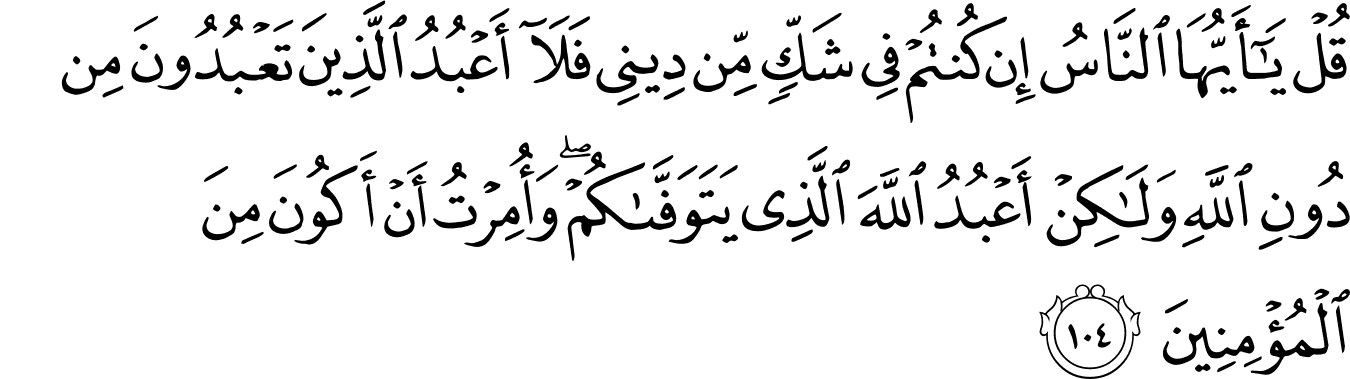 قُلْ يَٰٓأَيُّهَا ٱلنَّاسُ إِن كُنتُمْ فِى شَكٍّ مِّن دِينِى فَلَآ أَعْبُدُ ٱلَّذِينَ تَعْبُدُونَ مِن
دُونِ ٱللَّهِ وَلَٰكِنْ أَعْبُدُ ٱللَّهَ ٱلَّذِى يَتَوَفَّىٰكُمْ ۖ وَأُمِرْتُ أَنْ أَكُونَ مِنَ
ٱلْمُؤْمِنِينَ ١٠٤